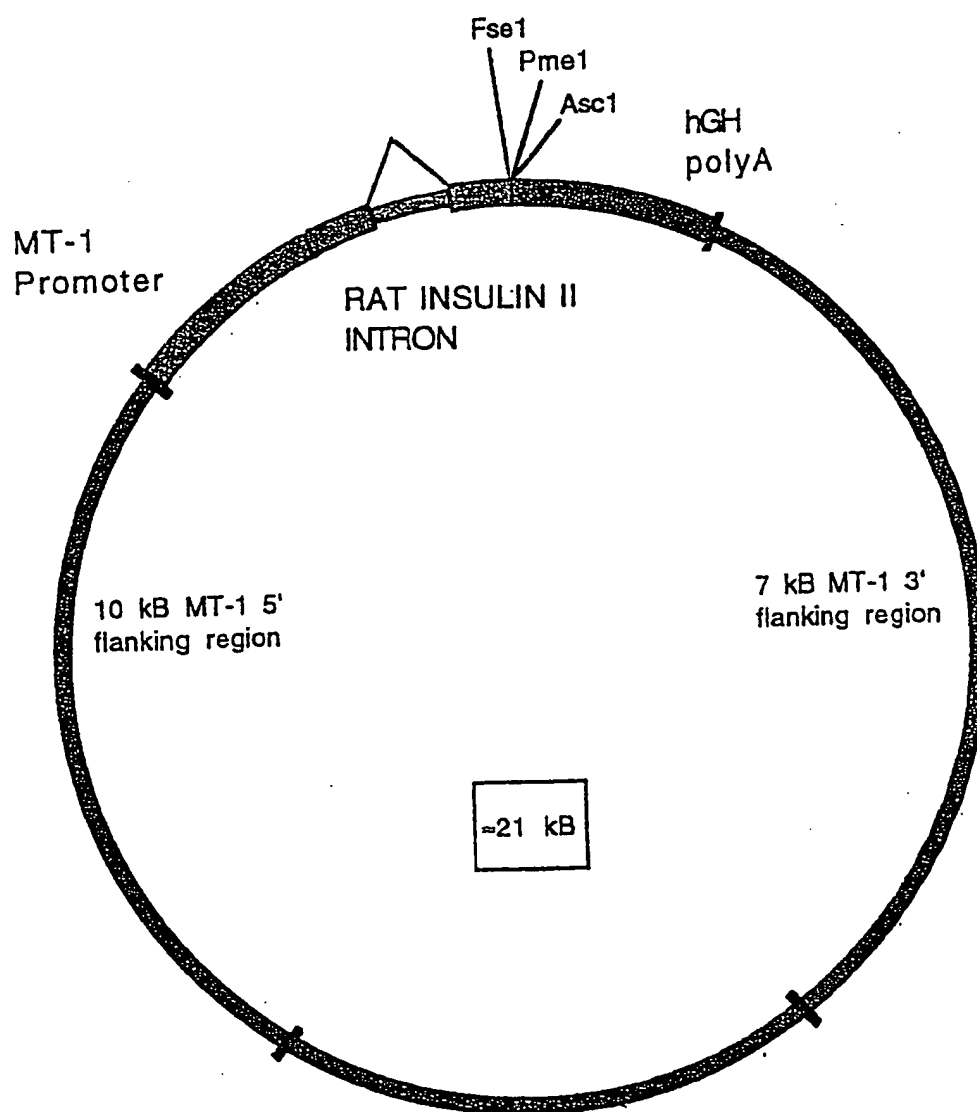 Fse1
Pme1
Asc1
hGH
polyA
MT-1
Promoter
RAT INSULIN II
INTRON
10 kB MT-1 5'
flanking region
7 kB MT-1 3'
flanking region
≈21 kB